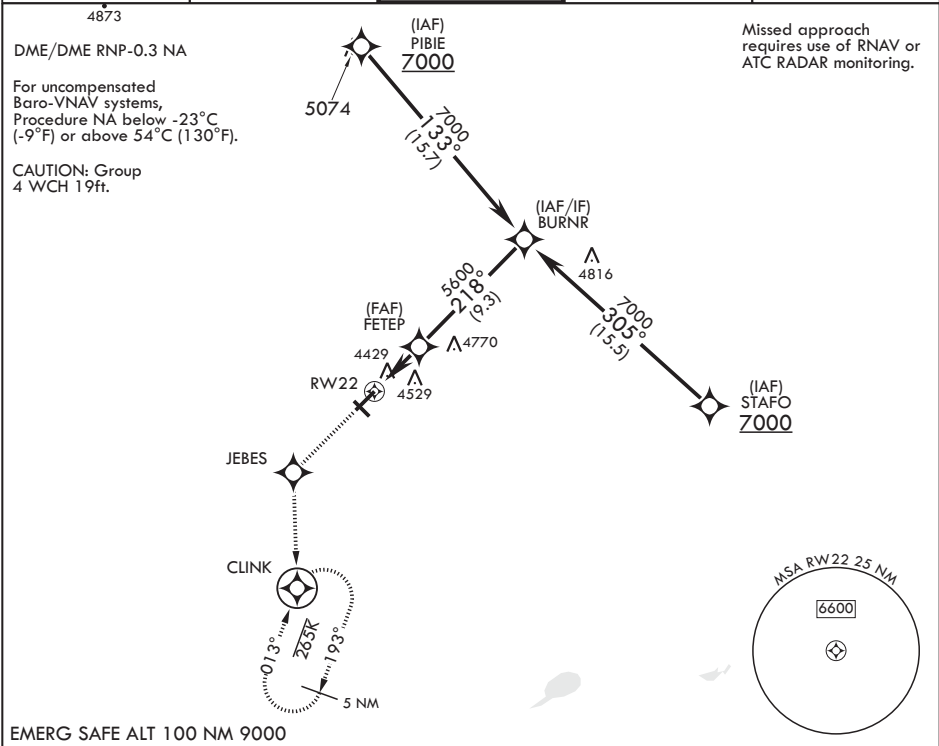 4873
DME/DME RNP-0.3 NA
For uncompensated
Baro-VNAV systems,
Procedure NA below -23°C
(-9°F) or above 54°C (130°F).
CAUTION: Group
4 WCH 19ft.
(IAF)
PIBIE
7000
5074
Missed approach
requires use of RNAV or
ATC RADAR monitoring.
7000
133°
(15.7)
(IAF/IF)
BURNR
4816
5600
218°
(9.3)
7000
305°
(15.5)
(FAF)
FETEP
4770
4429
4529
RW22
(IAF)
STAFO
7000
JEBES
CLINK
013°
265K
193°
5 NM
MSA RW22 25 NM
6600
EMERG SAFE ALT 100 NM 9000